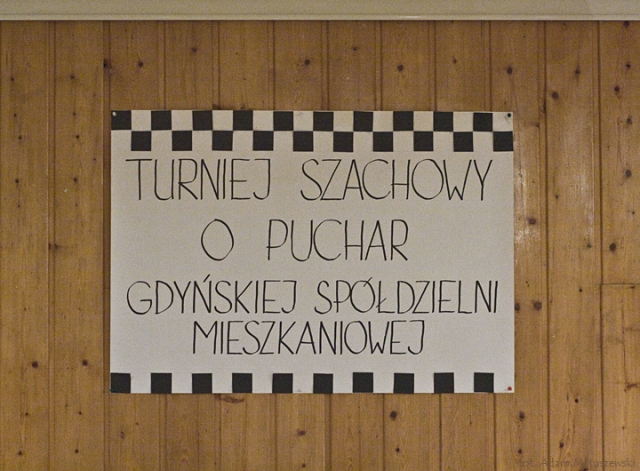 TURNIEJ SZACHOWY
O PUCHAR
GDYŃSKIEJ SPÓŁDZIELNI
MIESZKANIOWEJ